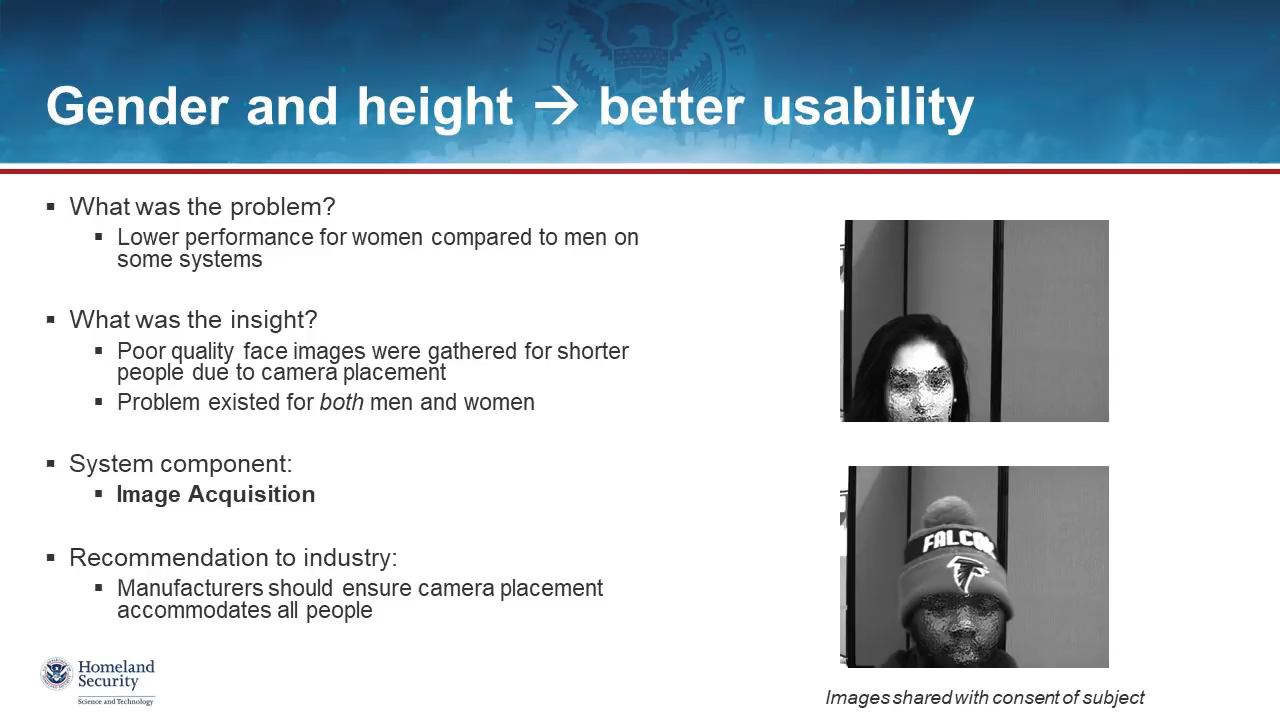 Gender and height → better usability
▪ What was the problem?
▪ Lower performance for women compared to men on
some systems
▪ What was the insight?
▪ Poor quality face images were gathered for shorter
people due to camera placement
▪ Problem existed for both men and women
▪ System component:
▪ Image Acquisition
▪ Recommendation to industry:
▪ Manufacturers should ensure camera placement
accommodates all people
FALCO
Homeland
Security
Science and Technology
Images shared with consent of subject